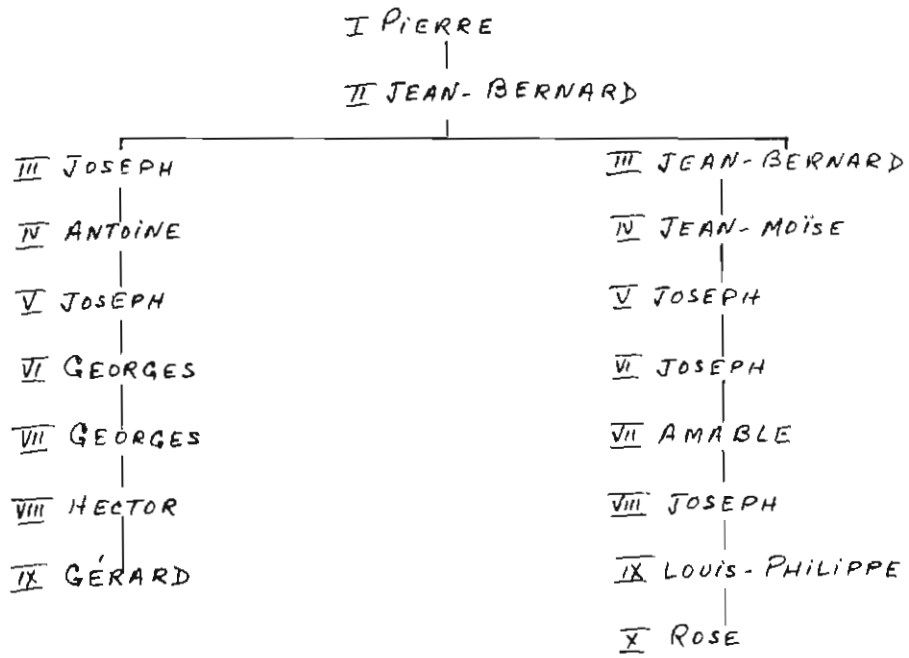 I PiERRE
II JEAN-BERNARD
III JOSEPH
IV ANTOiNE
V JOSEPH
VI GEORGES
VII GEORGES
VIII HECTOR
IX GÉRARD
III JEAN-BERNARD
IV JEAN-MOÏSE
V JOSEPH
VI JOSEPH
VII AMABLE
VIII JOSEPH
IX LOUiS-PHiLiPPE
X ROSE